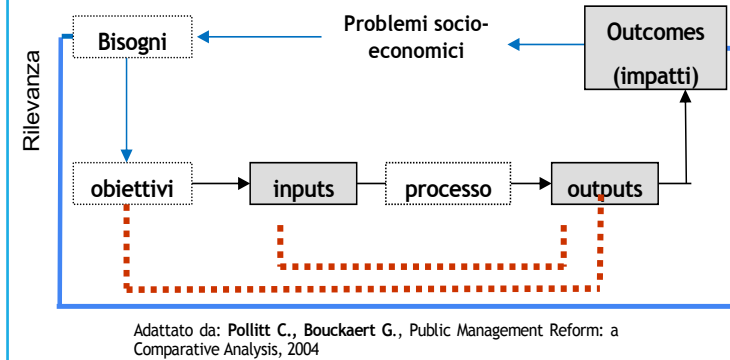 Problemi socio-
economici
Bisogni
Outcomes
(impatti)
Rilevanza
obiettivi
inputs
processo
outputs
Adattato da: Pollitt C., Bouckaert G., Public Management Reform: a
Comparative Analysis, 2004